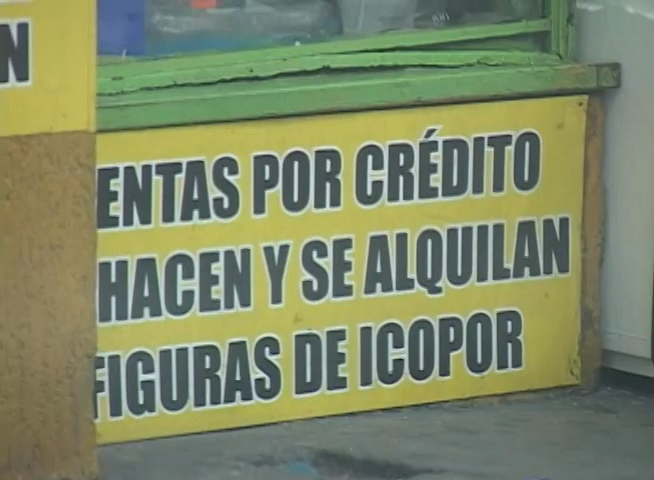 N
ENTAS POR CRÉDITO
HACEN Y SE ALQUILAN
FIGURAS DE ICOPOR